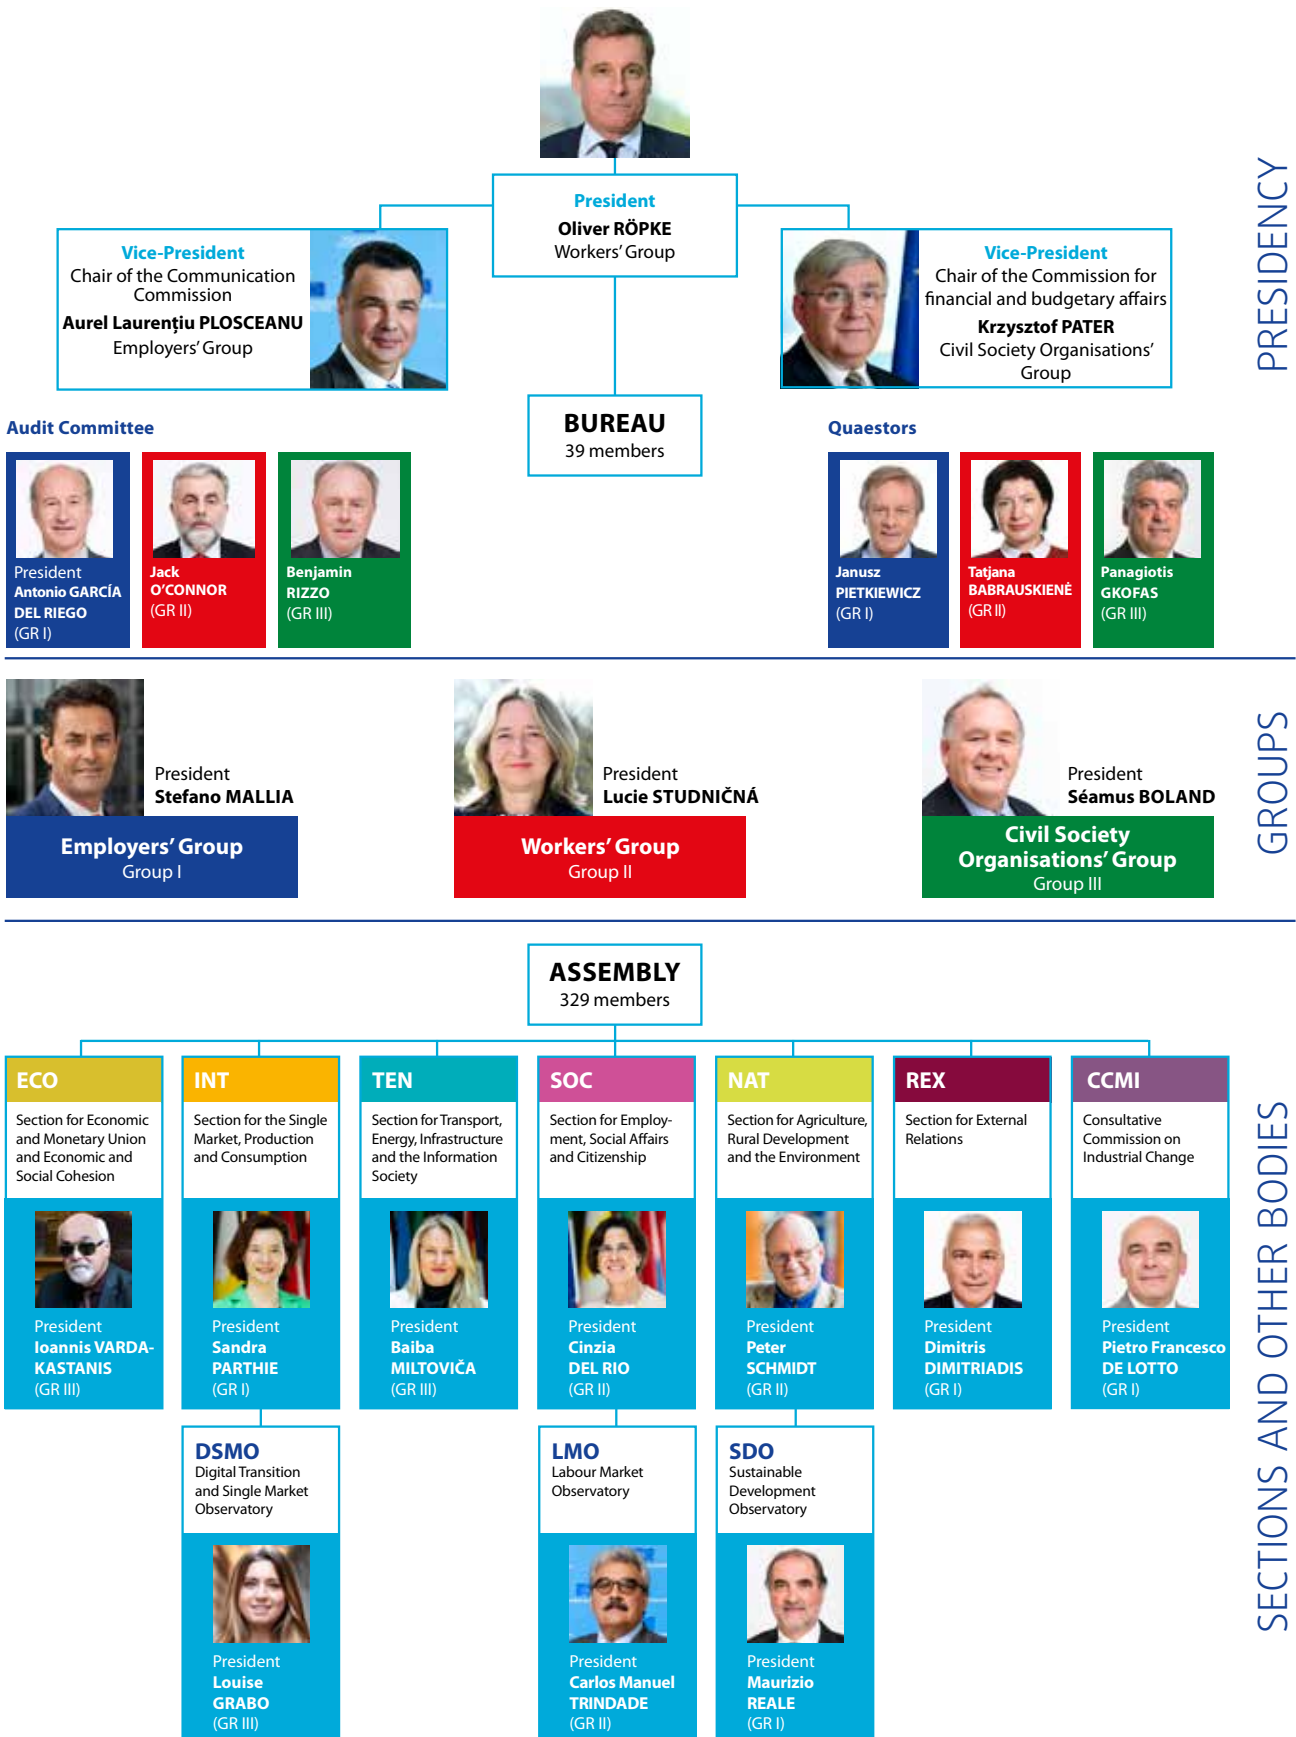 President
Oliver RÖPKE
Workers' Group
Vice-President
Chair of the Communication
Commission
Aurel Laurențiu PLOSCEANU
Employers' Group
Vice-President
Chair of the Commission for
financial and budgetary affairs
Krzysztof PATER
Civil Society Organisations'
Group
PRESIDENCY
BUREAU
39 members
Audit Committee
President
Antonio GARCÍA
DEL RIEGO
(GR I)
Jack
O'CONNOR
(GR II)
Benjamin
RIZZO
(GR III)
Quaestors
Janusz
PIETKIEWICZ
(GR I)
Tatjana
BABRAUSKIENĖ
(GR II)
Panagiotis
GKOFAS
(GR III)
President
Stefano MALLIA
Employers' Group
Group I
President
Lucie STUDNIČNÁ
Workers' Group
Group II
President
Séamus BOLAND
Civil Society
Organisations' Group
Group III
GROUPS
ASSEMBLY
329 members
ECO
Section for Economic
and Monetary Union
and Economic and
Social Cohesion
President
Ioannis VARDA-
KASTANIS
(GR III)
INT
Section for the Single
Market, Production
and Consumption
President
Sandra
PARTHIE
(GR I)
TEN
Section for Transport,
Energy, Infrastructure
and the Information
Society
President
Baiba
MILTOVIČA
(GR III)
SOC
Section for Employ-
ment, Social Affairs
and Citizenship
President
Cinzia
DEL RIO
(GR II)
NAT
Section for Agriculture,
Rural Development
and the Environment
President
Peter
SCHMIDT
(GR II)
REX
Section for External
Relations
President
Dimitris
DIMITRIADIS
(GR I)
CCMI
Consultative
Commission on
Industrial Change
President
Pietro Francesco
DE LOTTO
(GR I)
DSMO
Digital Transition
and Single Market
Observatory
President
Louise
GRABO
(GR III)
LMO
Labour Market
Observatory
President
Carlos Manuel
TRINDADE
(GR II)
SDO
Sustainable
Development
Observatory
President
Maurizio
REALE
(GR I)
SECTIONS AND OTHER BODIES